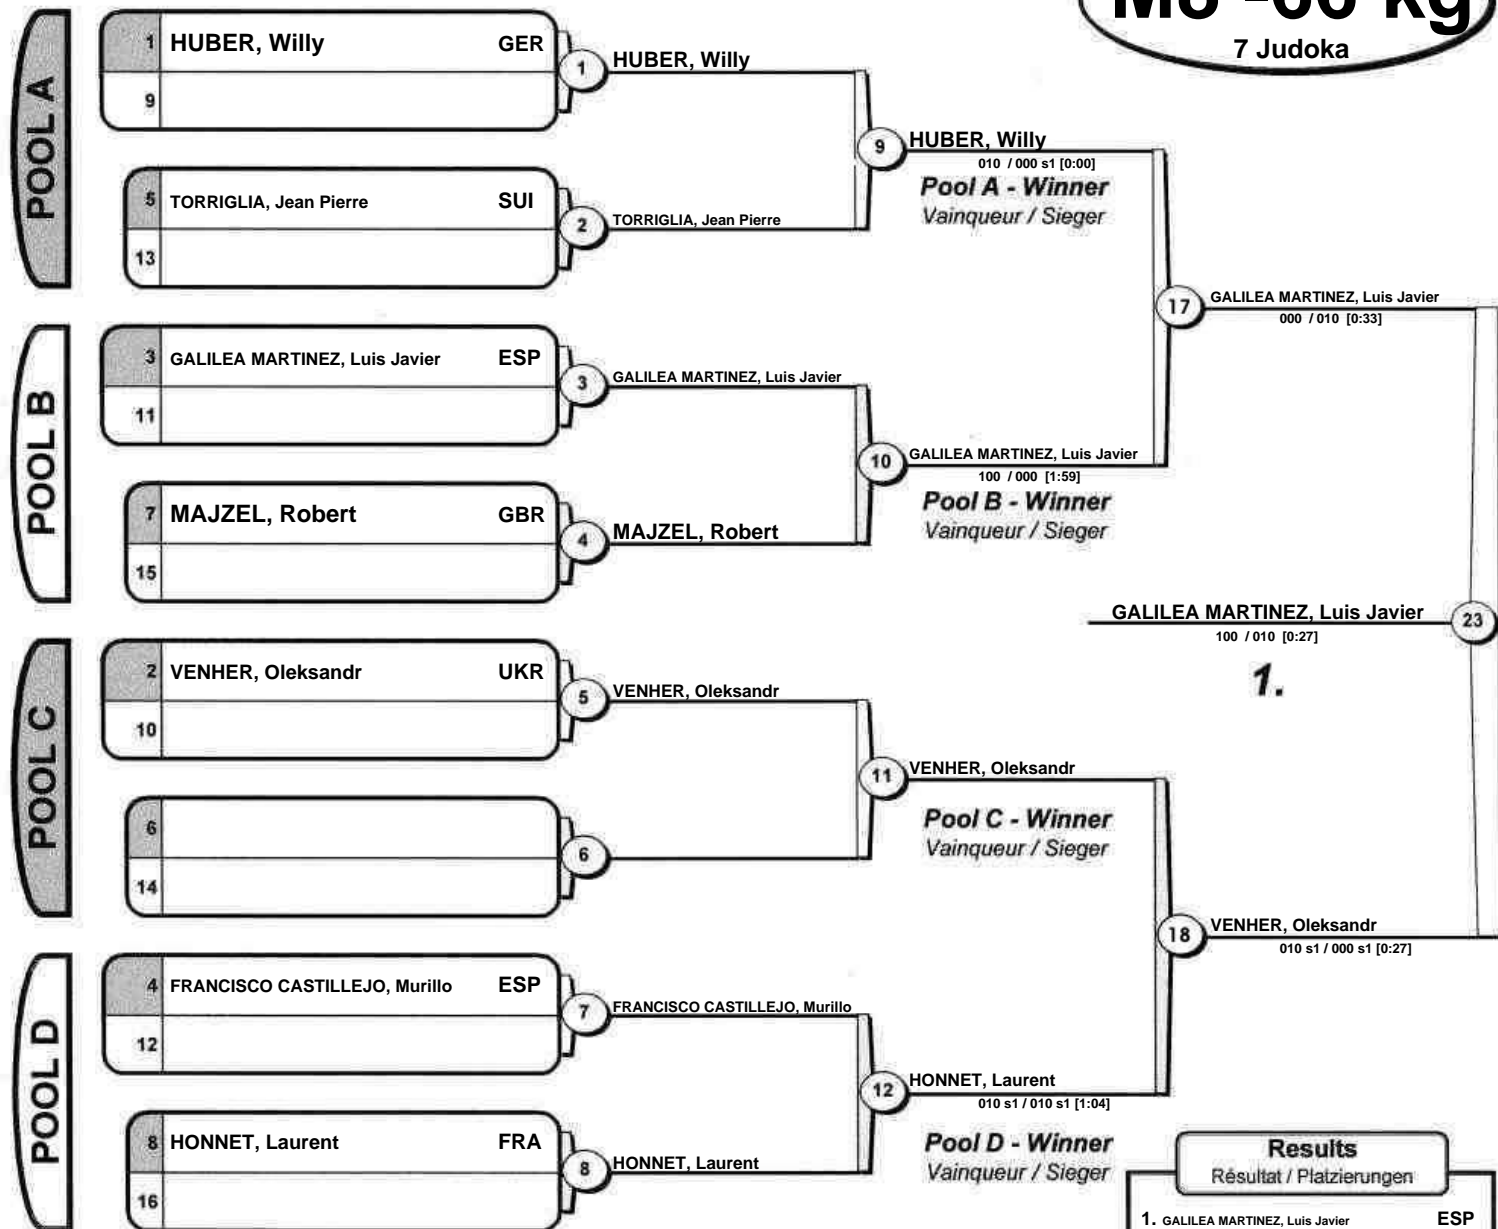 M8 -66 kg
7 Judoka
POOL A
1 HUBER, Willy GER
9
1 HUBER, Willy
5 TORRIGLIA, Jean Pierre SUI
13
2 TORRIGLIA, Jean Pierre
9 HUBER, Willy
010 / 000 s1 [0:00]
Pool A - Winner
Vainqueur / Sieger
POOL B
3 GALILEA MARTINEZ, Luis Javier ESP
11
3 GALILEA MARTINEZ, Luis Javier
7 MAJZEL, Robert GBR
15
4 MAJZEL, Robert
10 GALILEA MARTINEZ, Luis Javier
100 / 000 [1:59]
Pool B - Winner
Vainqueur / Sieger
17 GALILEA MARTINEZ, Luis Javier
000 / 010 [0:33]
GALILEA MARTINEZ, Luis Javier 23
100 / 010 [0:27]
1.
POOL C
2 VENHER, Oleksandr UKR
10
5 VENHER, Oleksandr
6
14
6
11 VENHER, Oleksandr
Pool C - Winner
Vainqueur / Sieger
18 VENHER, Oleksandr
010 s1 / 000 s1 [0:27]
POOL D
4 FRANCISCO CASTILLEJO, Murillo ESP
12
7 FRANCISCO CASTILLEJO, Murillo
8 HONNET, Laurent FRA
16
8 HONNET, Laurent
12 HONNET, Laurent
010 s1 / 010 s1 [1:04]
Pool D - Winner
Vainqueur / Sieger
Results
Résultat / Platzierungen
1. GALILEA MARTINEZ, Luis Javier ESP